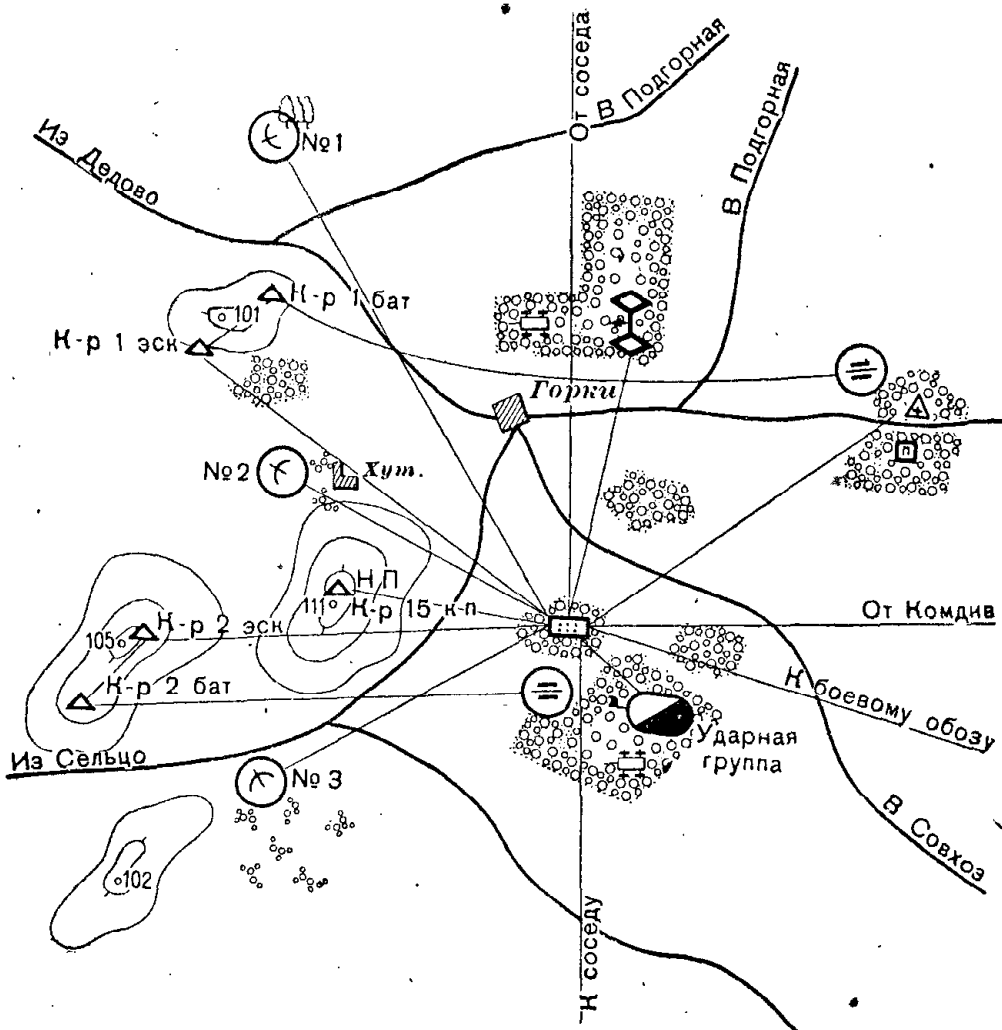 От соседа
В Подгорная
В Подгорная
Из Дедово
№1
К-р 1 бат
101
К-р 1 эск
Горки
№2
Хут.
П
НП
111
К-р 15 к-п
К-р 2 эск
105
От Комдив
К-р 2 бат
К боевому обозу
Ударная
группа
Из Сельцо
№3
В Совхоз
102
К соседу